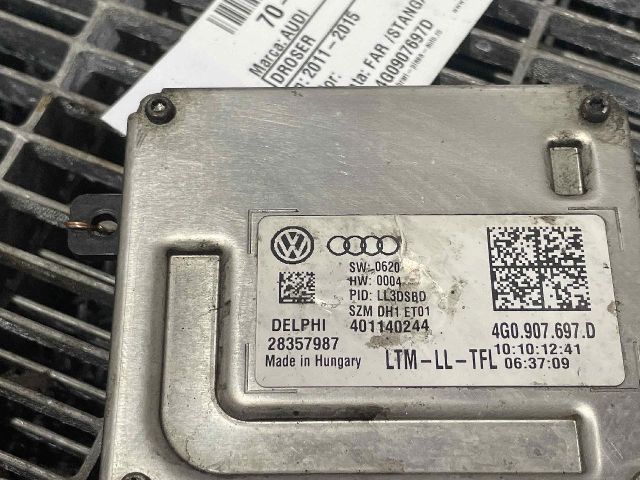 70-
Marca: AUDI
DROSER
2011 - 2015
FAR /STANGA
4G0907697D
SW: 0620
HW: 0004
PID: LL3DSBD
SZM DH1 ET01
DELPHI 401140244
28357987
Made in Hungary
LTM-LL-TFL
4G0.907.697.D
10:10:12:41
06:37:09